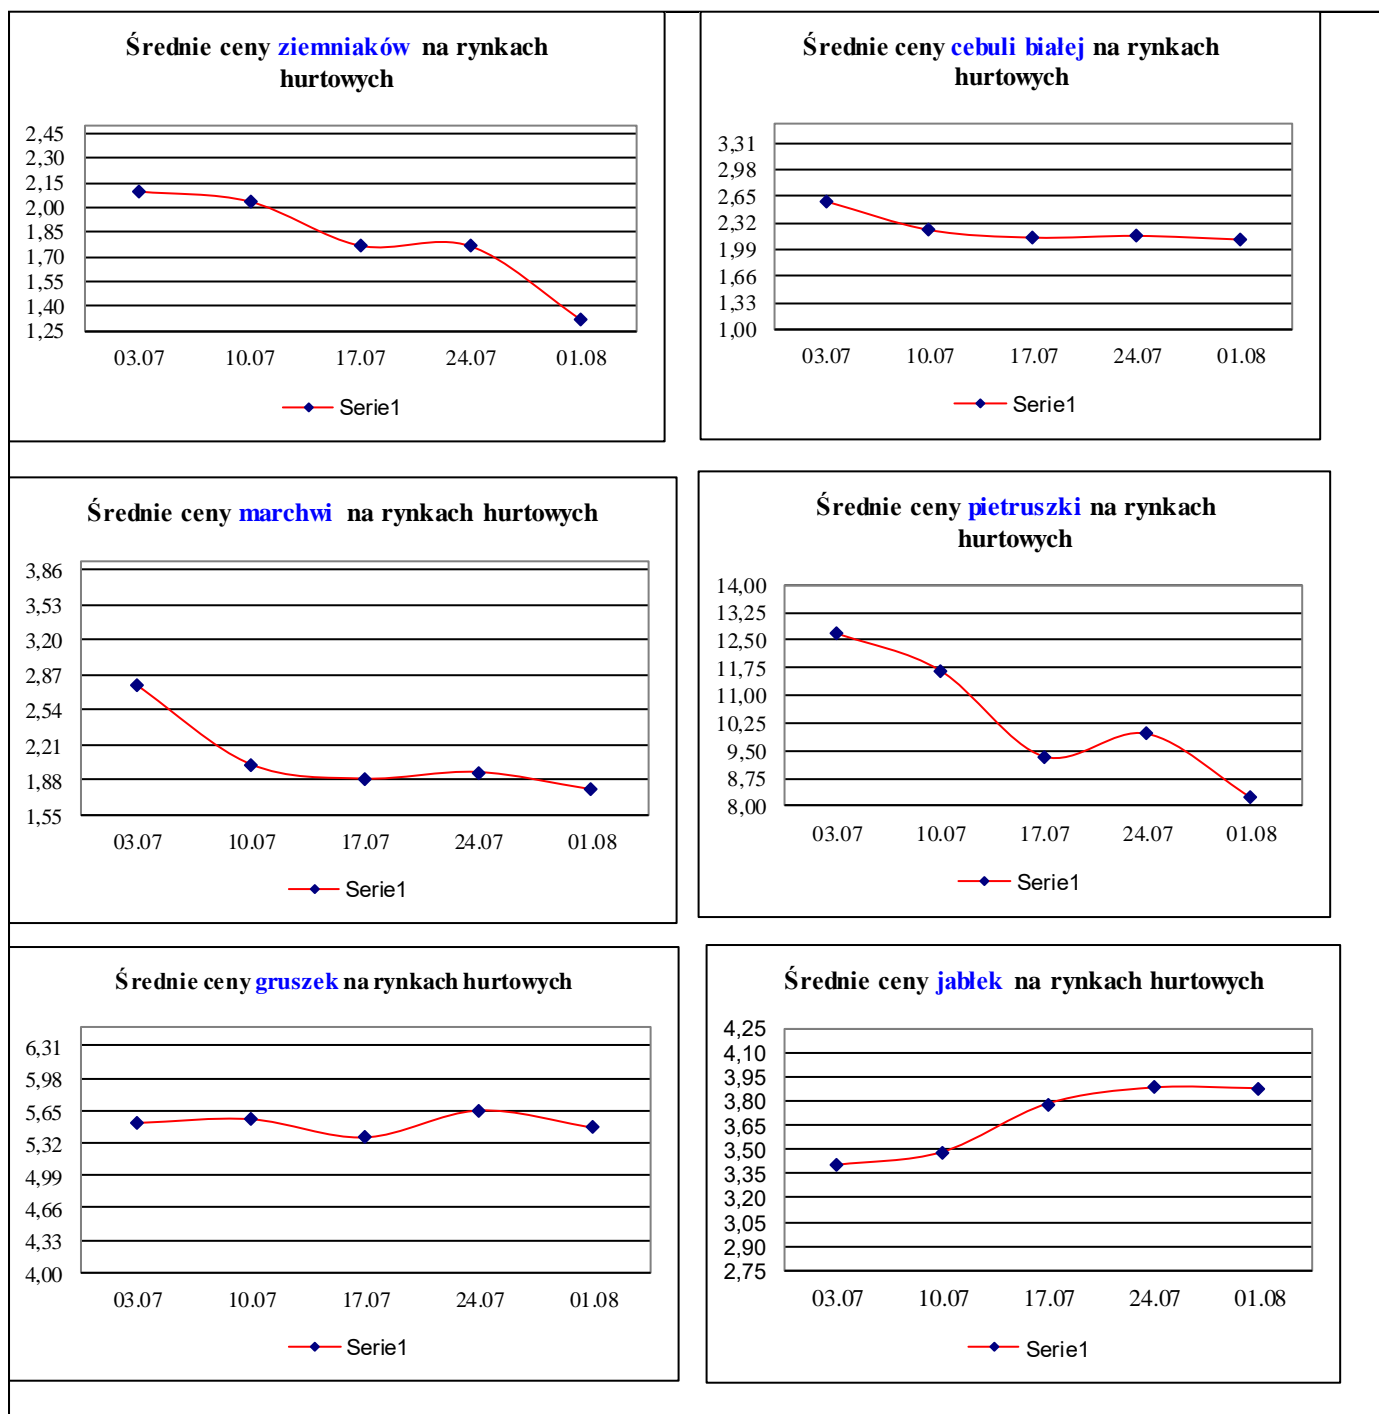 Średnie ceny ziemniaków na rynkach
hurtowych
2,45
2,30
2,15
2,00
1,85
1,70
1,55
1,40
1,25
03.07 10.07 17.07 24.07 01.08
Serie1
Średnie ceny cebuli białej na rynkach
hurtowych
3,31
2,98
2,65
2,32
1,99
1,66
1,33
1,00
03.07 10.07 17.07 24.07 01.08
Serie1
Średnie ceny marchwi na rynkach hurtowych
3,86
3,53
3,20
2,87
2,54
2,21
1,88
1,55
03.07 10.07 17.07 24.07 01.08
Serie1
Średnie ceny pietruszki na rynkach
hurtowych
14,00
13,25
12,50
11,75
11,00
10,25
9,50
8,75
8,00
03.07 10.07 17.07 24.07 01.08
Serie1
Średnie ceny gruszek na rynkach hurtowych
6,31
5,98
5,65
5,32
4,99
4,66
4,33
4,00
03.07 10.07 17.07 24.07 01.08
Serie1
Średnie ceny jabłek na rynkach hurtowych
4,25
4,10
3,95
3,80
3,65
3,50
3,35
3,20
3,05
2,90
2,75
03.07 10.07 17.07 24.07 01.08
Serie1